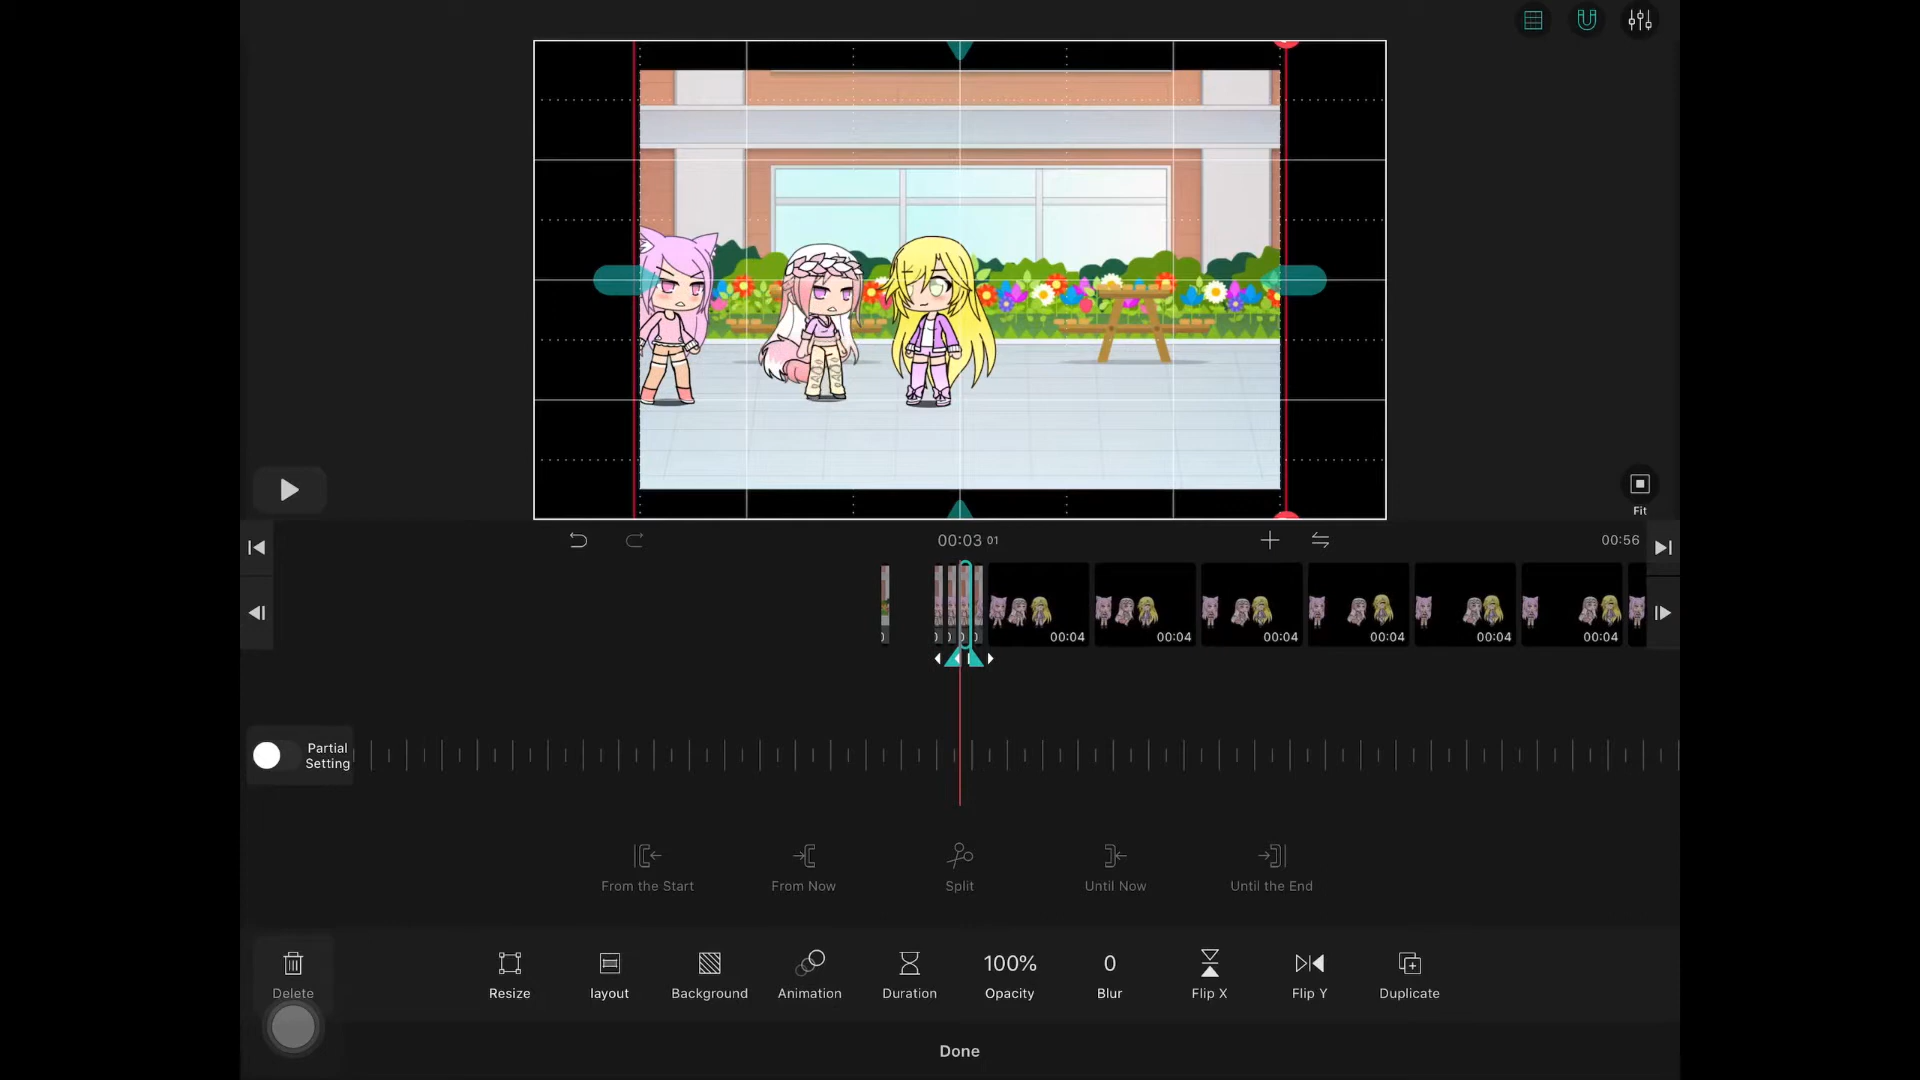 Fit
00:03 01
00:56
00:04
00:04
00:04
00:04
00:04
00:04
Partial
Setting
From the Start
From Now
Split
Until Now
Until the End
100%
0
Delete
Resize
layout
Background
Animation
Duration
Opacity
Blur
Flip X
Flip Y
Duplicate
Done